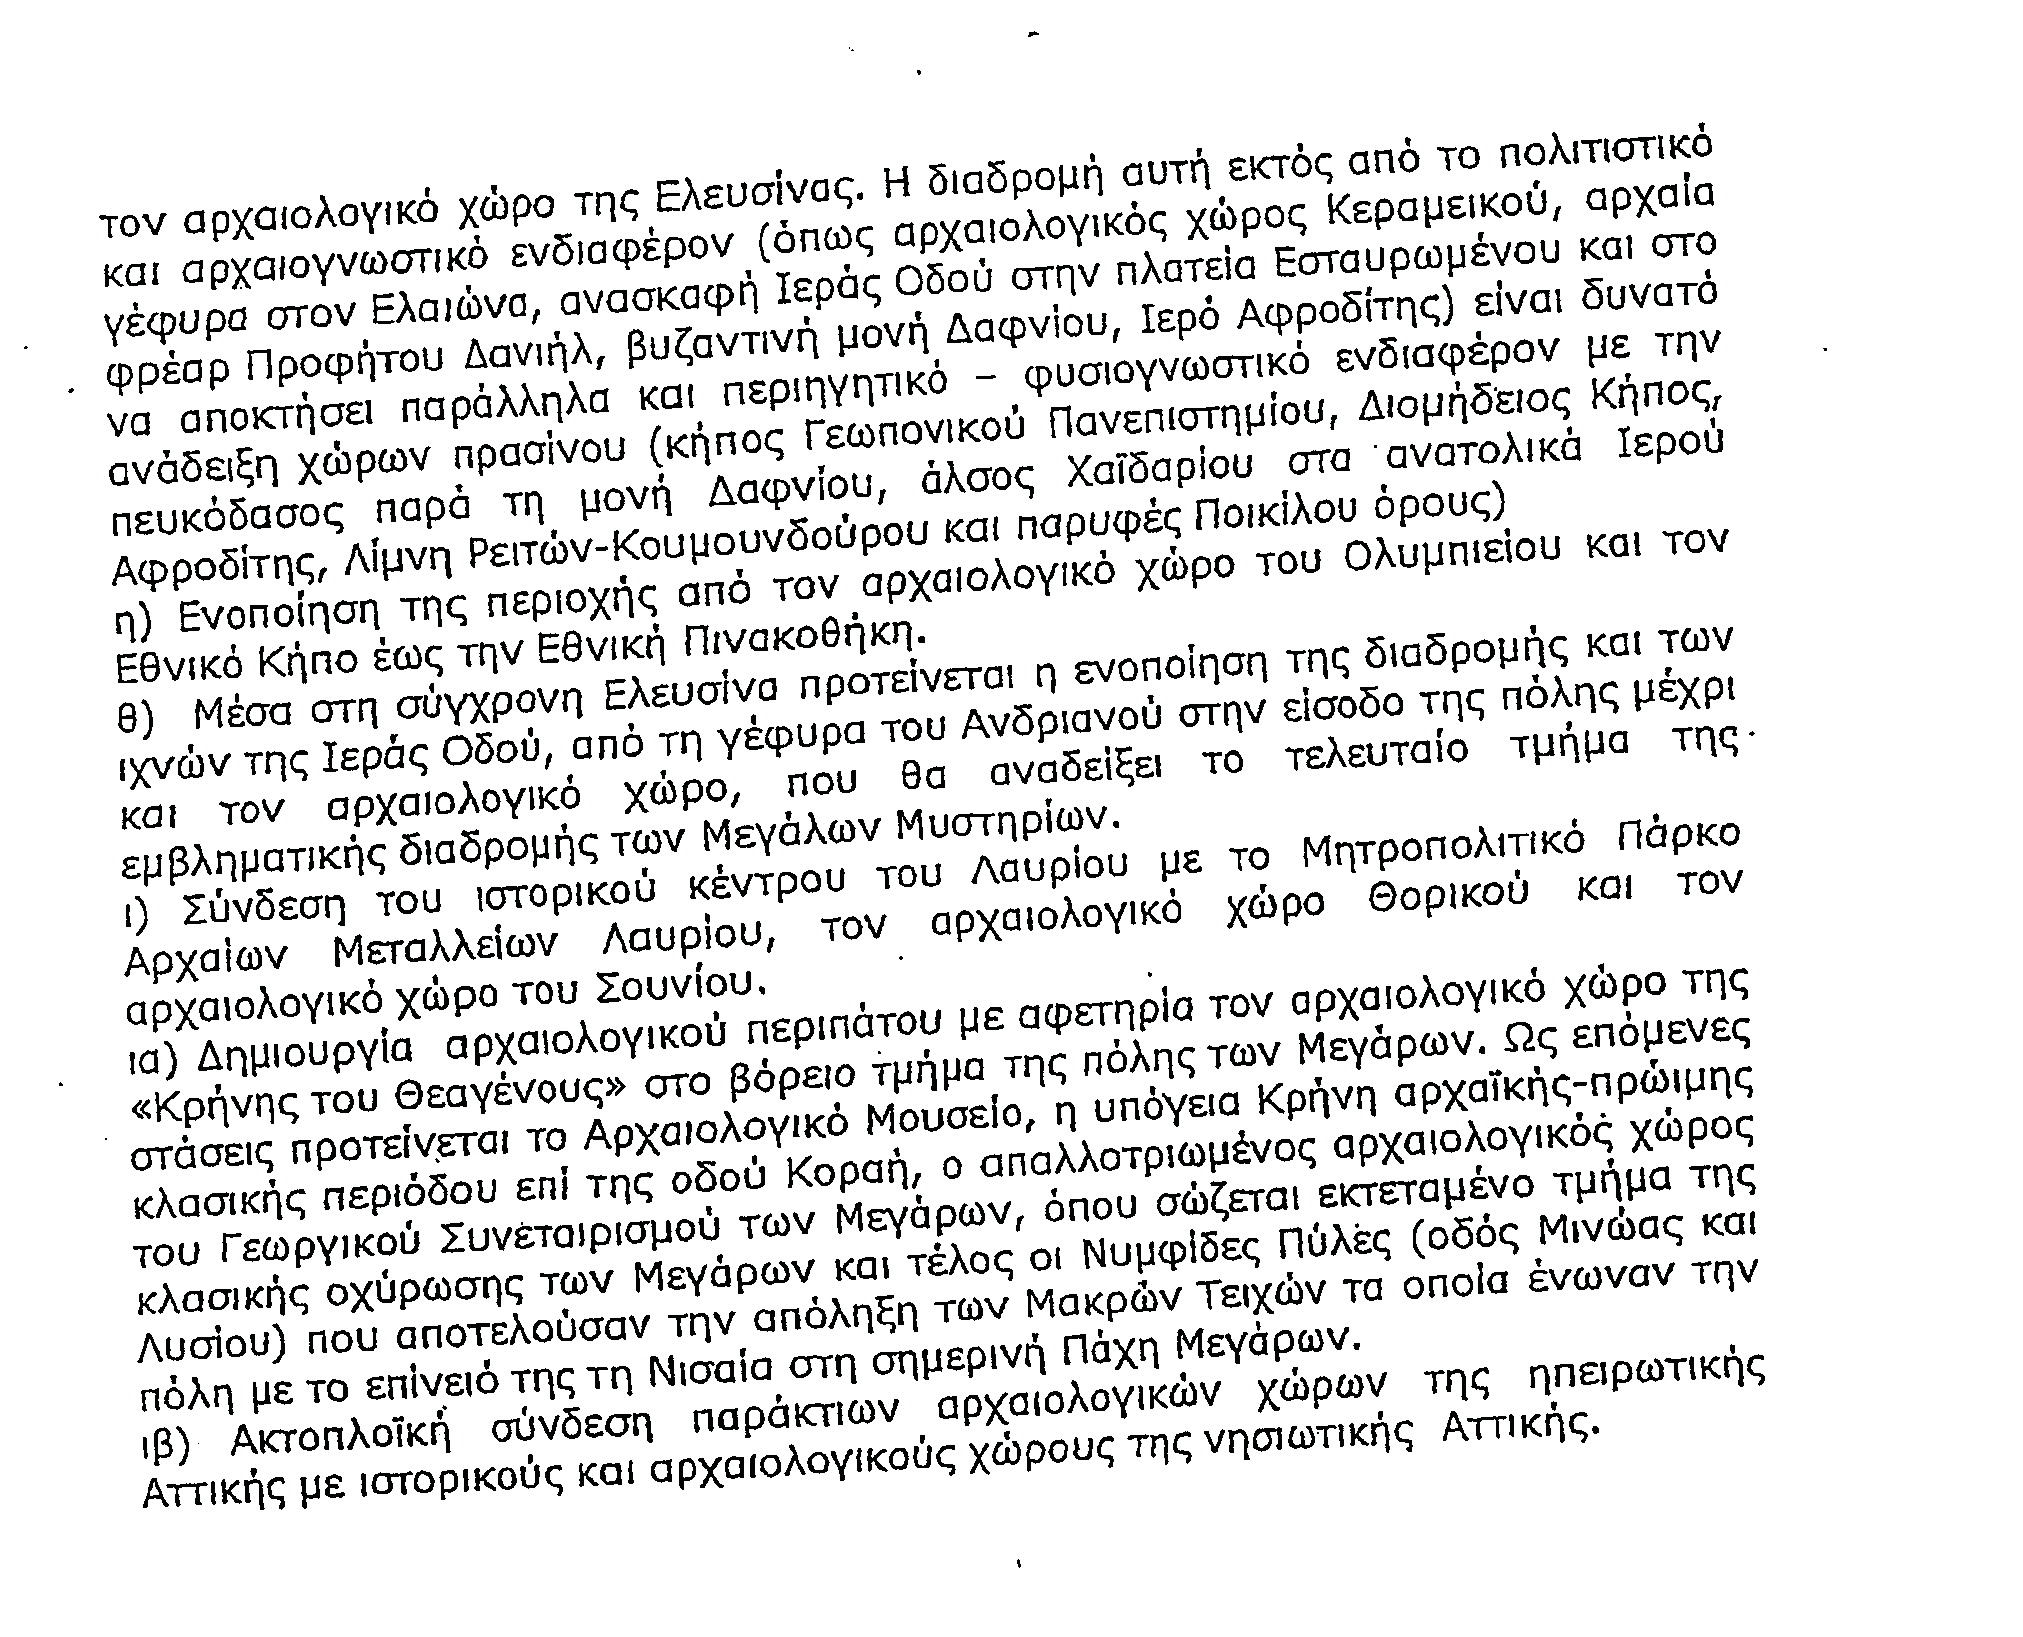 τον αρχαιολογικό χώρο της Ελευσίνας. Η διαδρομή αυτή εκτός από το πολιτιστικό
και αρχαιογνωστικό ενδιαφέρον (όπως αρχαιολογικός χώρος Κεραμεικού, αρχαία
γέφυρα στον Ελαιώνα, ανασκαφή Ιεράς Οδού στην πλατεία Εσταυρωμένου και στο
φρέαρ Προφήτου Δανιήλ, βυζαντινή μονή Δαφνίου, Ιερό Αφροδίτης) είναι δυνατό
να αποκτήσει παράλληλα και περιηγητικό – φυσιογνωστικό ενδιαφέρον με την
ανάδειξη χώρων πρασίνου (κήπος Γεωπονικού Πανεπιστημίου, Διομήδειος Κήπος,
πευκόδασος παρά τη μονή Δαφνίου, άλσος Χαϊδαρίου στα ανατολικά Ιερού
Αφροδίτης, Λίμνη Ρειτών-Κουμουνδούρου και παρυφές Ποικίλου όρους)
η) Ενοποίηση της περιοχής από τον αρχαιολογικό χώρο του Ολυμπιείου και τον
Εθνικό Κήπο έως την Εθνική Πινακοθήκη.
θ) Μέσα στη σύγχρονη Ελευσίνα προτείνεται η ενοποίηση της διαδρομής και των
ιχνών της Ιεράς Οδού, από τη γέφυρα του Ανδριανού στην είσοδο της πόλης μέχρι
και τον αρχαιολογικό χώρο, που θα αναδείξει το τελευταίο τμήμα της
εμβληματικής διαδρομής των Μεγάλων Μυστηρίων.
ι) Σύνδεση του ιστορικού κέντρου του Λαυρίου με το Μητροπολιτικό Πάρκο
Αρχαίων Μεταλλείων Λαυρίου, τον αρχαιολογικό χώρο Θορικού και τον
αρχαιολογικό χώρο του Σουνίου.
ια) Δημιουργία αρχαιολογικού περιπάτου με αφετηρία τον αρχαιολογικό χώρο της
«Κρήνης του Θεαγένους» στο βόρειο τμήμα της πόλης των Μεγάρων. Ως επόμενες
στάσεις προτείνεται το Αρχαιολογικό Μουσείο, η υπόγεια Κρήνη αρχαϊκής-πρώιμης
κλασικής περιόδου επί της οδού Κοραή, ο απαλλοτριωμένος αρχαιολογικός χώρος
του Γεωργικού Συνεταιρισμού των Μεγάρων, όπου σώζεται εκτεταμένο τμήμα της
κλασικής οχύρωσης των Μεγάρων και τέλος οι Νυμφίδες Πύλες (οδός Μινώας και
Λυσίου) που αποτελούσαν την απόληξη των Μακρών Τειχών τα οποία ένωναν την
πόλη με το επίνειό της τη Νισαία στη σημερινή Πάχη Μεγάρων.
ιβ) Ακτοπλοϊκή σύνδεση παράκτιων αρχαιολογικών χώρων της ηπειρωτικής
Αττικής με ιστορικούς και αρχαιολογικούς χώρους της νησιωτικής Αττικής.